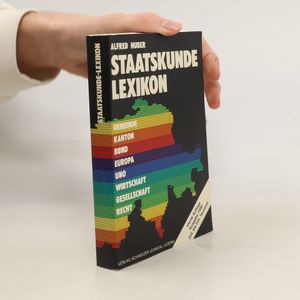 STAATSKUNDE-LEXIKON
ALFRED HUBER
STAATSKUNDE
LEXIKON
GEMEINDE
KANTON
BUND
EUROPA
UNO
WIRTSCHAFT
GESELLSCHAFT
RECHT
VERLAG SCHWEIZER LEXIKON, LUZERN